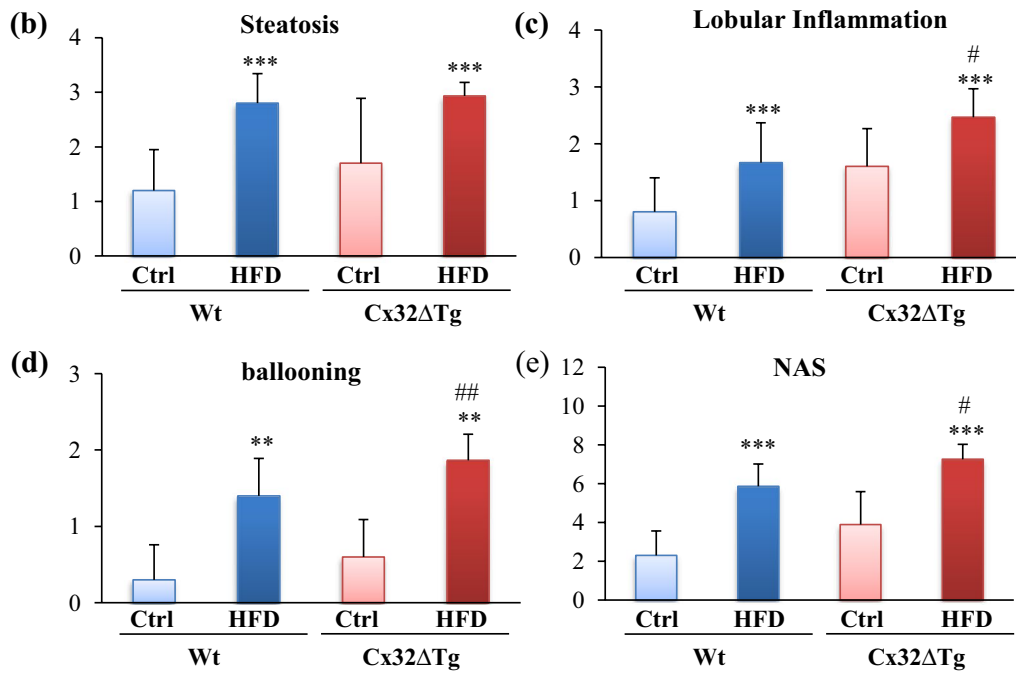 (b) Steatosis
4
3
2
1
0
*** ***
Ctrl HFD Ctrl HFD
Wt Cx32ΔTg
(c) Lobular Inflammation
4
3
2
1
0
#
*** ***
Ctrl HFD Ctrl HFD
Wt Cx32ΔTg
(d) ballooning
3
2
1
0
##
** **
Ctrl HFD Ctrl HFD
Wt Cx32ΔTg
(e) NAS
12
10
8
6
4
2
0
#
*** ***
Ctrl HFD Ctrl HFD
Wt Cx32ΔTg